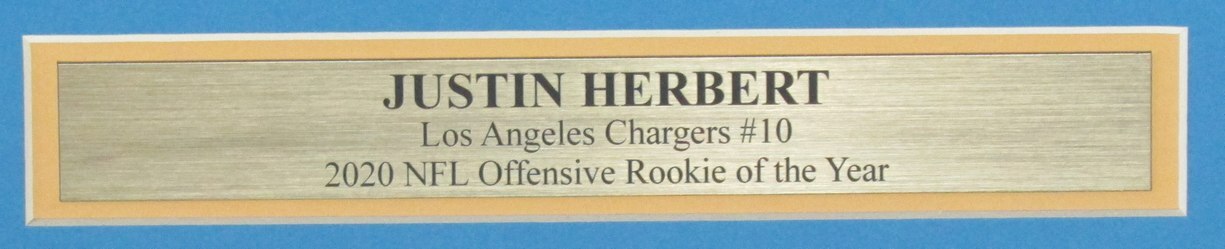 JUSTIN HERBERT
Los Angeles Chargers #10
2020 NFL Offensive Rookie of the Year